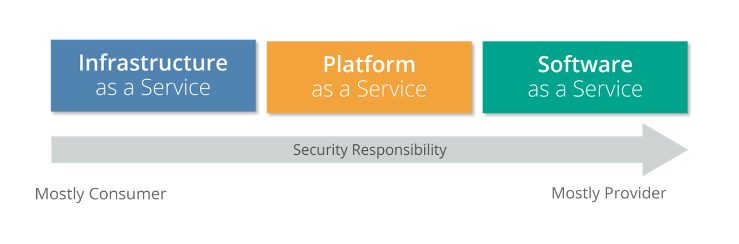 Infrastructure
as a Service
Platform
as a Service
Software
as a Service
Security Responsibility
Mostly Consumer
Mostly Provider